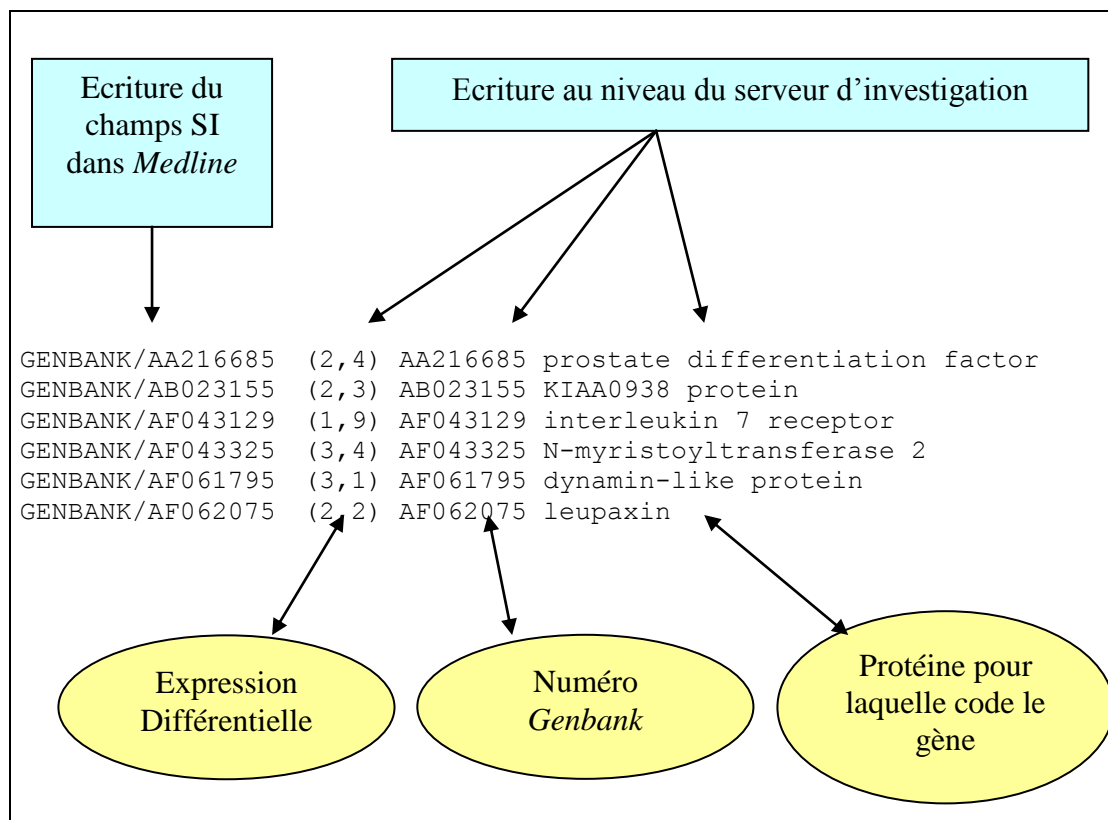 Ecriture du
champs SI
dans Medline
Ecriture au niveau du serveur d’investigation
GENBANK/AA216685 (2,4) AA216685 prostate differentiation factor
GENBANK/AB023155 (2,3) AB023155 KIAA0938 protein
GENBANK/AF043129 (1,9) AF043129 interleukin 7 receptor
GENBANK/AF043325 (3,4) AF043325 N-myristoyltransferase 2
GENBANK/AF061795 (3,1) AF061795 dynamin-like protein
GENBANK/AF062075 (2,2) AF062075 leupaxin
Expression
Différentielle
Numéro
Genbank
Protéine pour
laquelle code le
gène